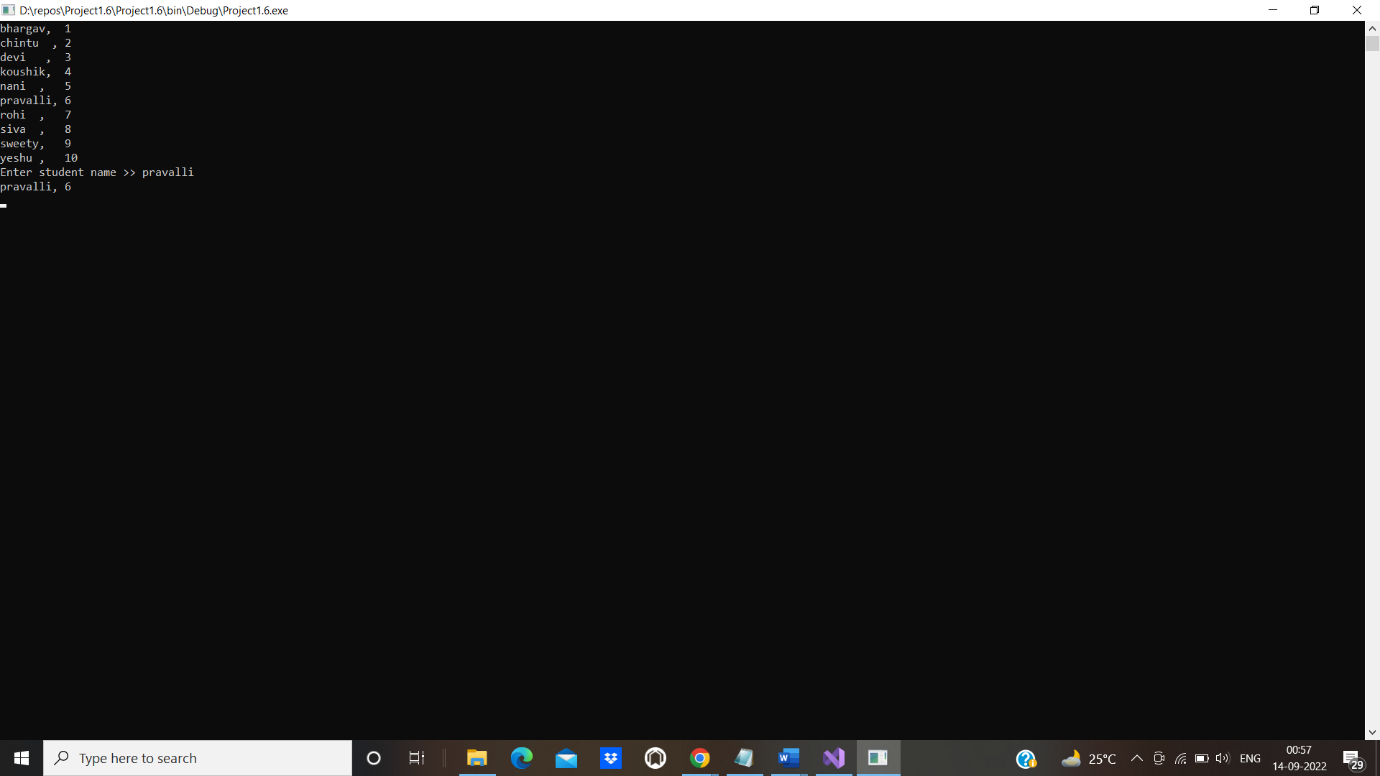 D:\repos\Project1.6\Project1.6\bin\Debug\Project1.6.exe
bhargav,  1
chintu  , 2
devi   ,  3
koushik,  4
nani  ,   5
pravalli, 6
rohi  ,   7
siva  ,   8
sweety,   9
yeshu ,   10
Enter student name >> pravalli
pravalli, 6
Type here to search
25°C
ENG
00:57
14-09-2022
29